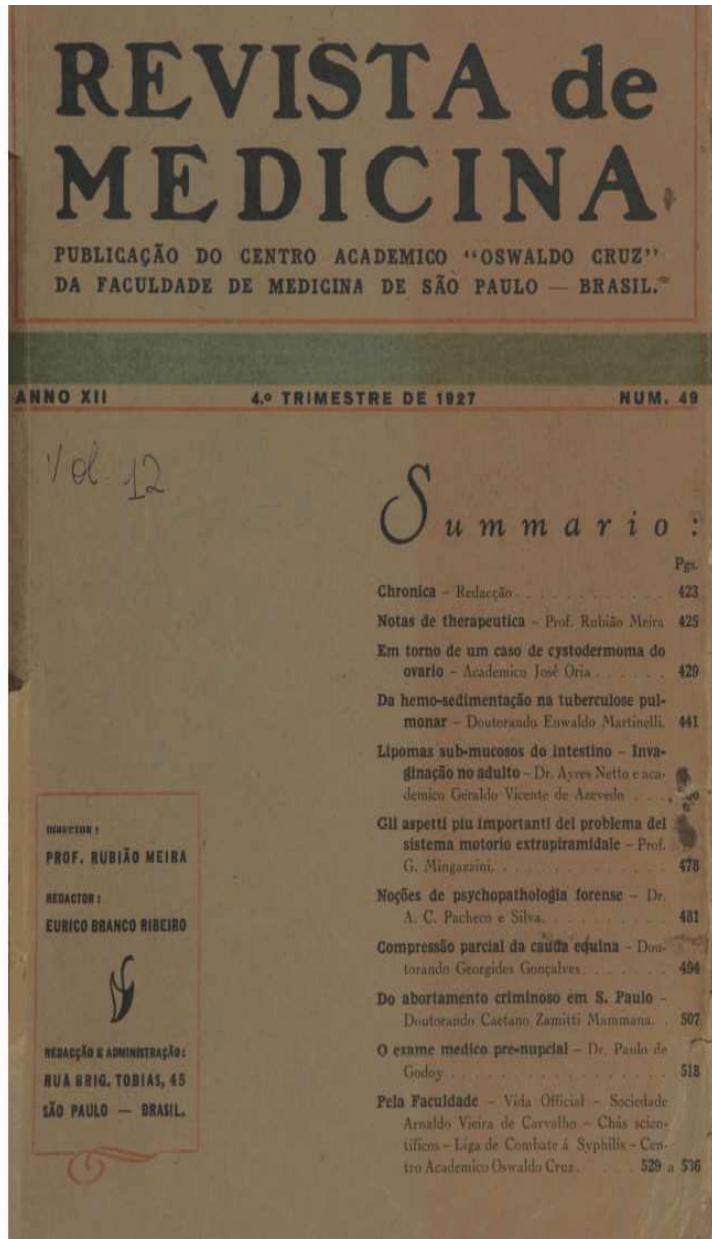 REVISTA de
MEDICINA
PUBLICAÇÃO DO CENTRO ACADEMICO "OSWALDO CRUZ"
DA FACULDADE DE MEDICINA DE SÃO PAULO — BRASIL.
ANNO XII 4.º TRIMESTRE DE 1927 NUM. 49
Vol. 12
Summario:
Pgs.
Chronica – Redacção . . . . . . . . . . . . 423
Notas de therapeutica – Prof. Rubião Meira 425
Em torno de um caso de cystodermoma do
ovario – Academico José Oria . . . . . . 429
Da hemo-sedimentação na tuberculose pul-
monar – Doutorando Enwaldo Martinelli. 441
Lipomas sub-mucosos do intestino – Inva-
ginação no adulto – Dr. Ayres Netto e aca-
demico Geraldo Vicente de Azevedo . . . .
Gli aspetti piu importanti del problema del
sistema motorio extrapiramidale – Prof.
G. Mingazzini. . . . . . . . . . . . . 478
Noções de psychopathologia forense – Dr.
A. C. Pacheco e Silva. . . . . . . . . . 481
Compressão parcial da cauda equina – Dou-
torando Georgides Gonçalves . . . . . . . 494
Do abortamento criminoso em S. Paulo –
Doutorando Caetano Zamitti Mammana. . 507
O exame medico pre-nupcial – Dr. Paulo de
Godoy . . . . . . . . . . . . . . . . . 518
Pela Faculdade – Vida Official – Sociedade
Arnaldo Vieira de Carvalho – Chás scien-
tificos – Liga de Combate á Syphilis – Cen-
tro Academico Oswaldo Cruz. . . . . 529 a 536
DIRECTOR:
PROF. RUBIÃO MEIRA
REDACTOR:
EURICO BRANCO RIBEIRO
REDACÇÃO E ADMINISTRAÇÃO:
RUA BRIG. TOBIAS, 45
SÃO PAULO — BRASIL.